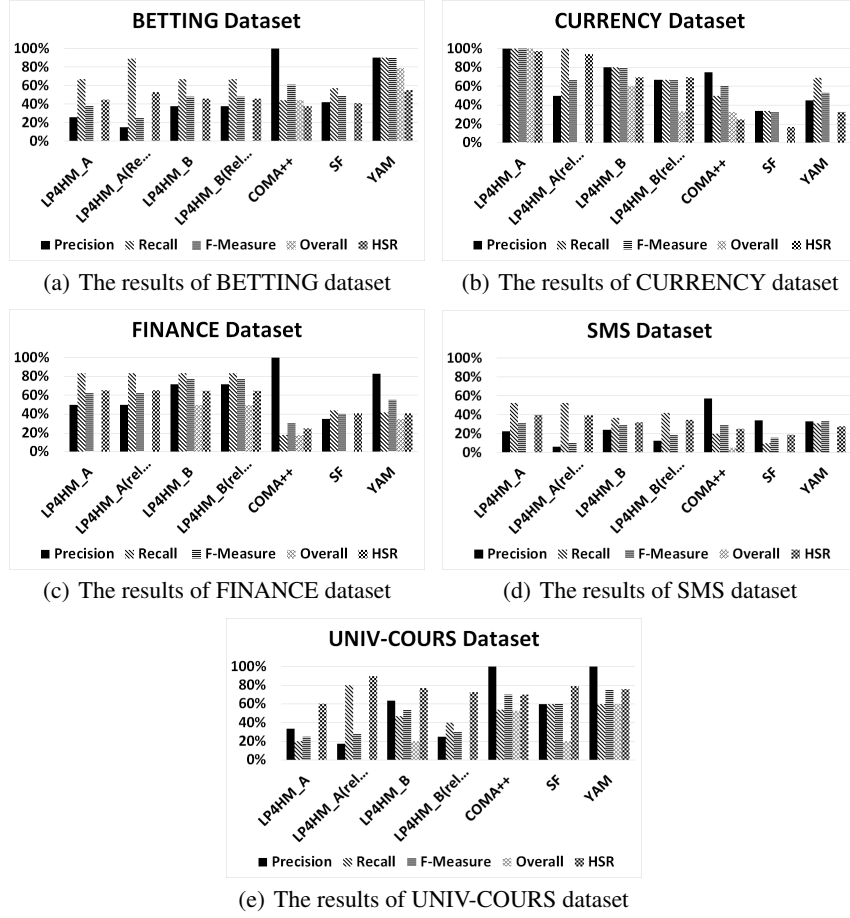 BETTING Dataset
100%
80%
60%
40%
20%
0%
LP4HM_A
LP4HM_A(Re...
LP4HM_B
LP4HM_B(Rel...
COMA++
SF
YAM
Precision Recall F-Measure Overall HSR
(a) The results of BETTING dataset
CURRENCY Dataset
100%
80%
60%
40%
20%
0%
LP4HM_A
LP4HM_A(rel...
LP4HM_B
LP4HM_B(rel...
COMA++
SF
YAM
Precision Recall F-Measure Overall HSR
(b) The results of CURRENCY dataset
FINANCE Dataset
100%
80%
60%
40%
20%
0%
LP4HM_A
LP4HM_A(rel...
LP4HM_B
LP4HM_B(rel...
COMA++
SF
YAM
Precision Recall F-Measure Overall HSR
(c) The results of FINANCE dataset
SMS Dataset
100%
80%
60%
40%
20%
0%
LP4HM_A
LP4HM_A(rel...
LP4HM_B
LP4HM_B(rel...
COMA++
SF
YAM
Precision Recall F-Measure Overall HSR
(d) The results of SMS dataset
UNIV-COURS Dataset
100%
80%
60%
40%
20%
0%
LP4HM_A
LP4HM_A(rel...
LP4HM_B
LP4HM_B(rel...
COMA++
SF
YAM
Precision Recall F-Measure Overall HSR
(e) The results of UNIV-COURS dataset